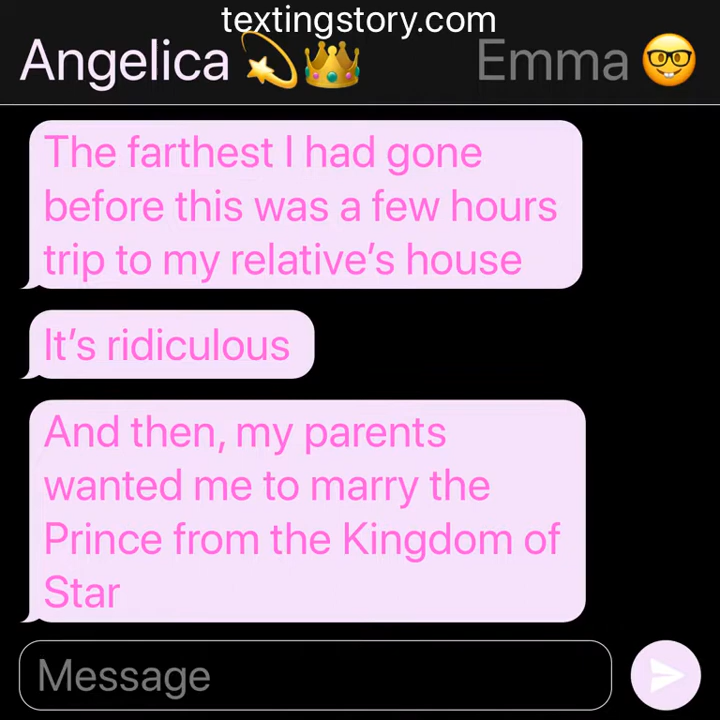 textingstory.com
Angelica 💫👑 Emma 🤓
The farthest I had gone
before this was a few hours
trip to my relative’s house
It’s ridiculous
And then, my parents
wanted me to marry the
Prince from the Kingdom of
Star
Message